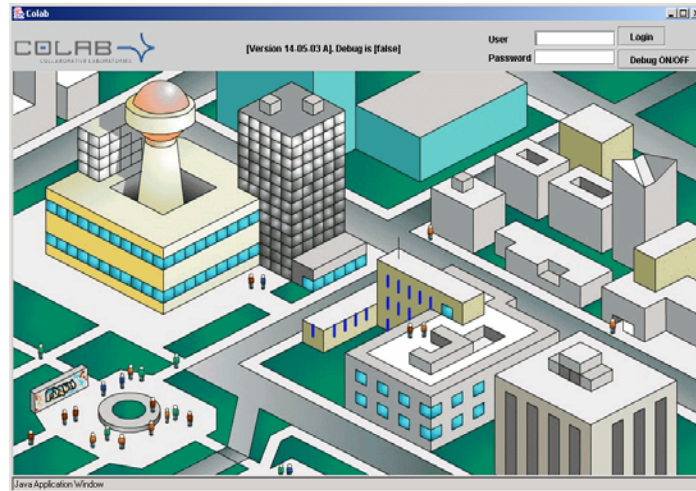 Colab
COLAB
COLLABORATIVE LABORATORIES
[Version 14-05-03 A]. Debug is [false]
User
Login
Password
Debug ON/OFF
Java Application Window